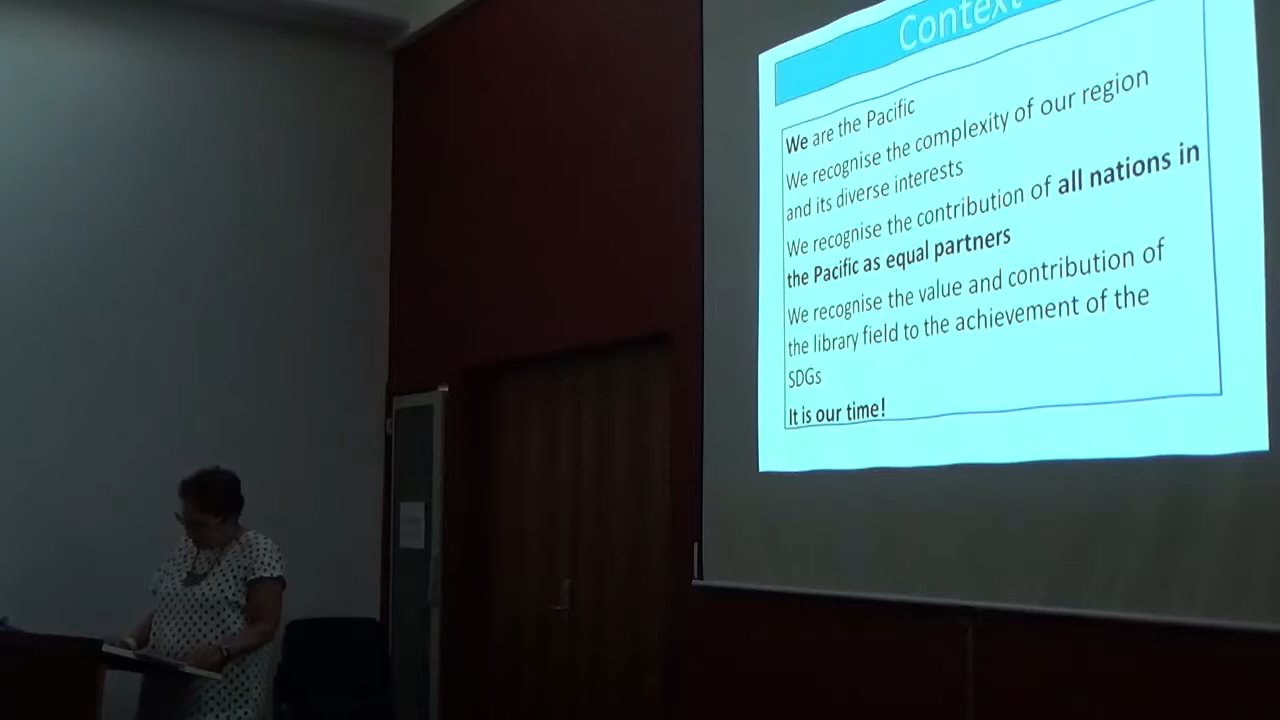 Context
We are the Pacific
We recognise the complexity of our region
and its diverse interests
We recognise the contribution of all nations in
the Pacific as equal partners
We recognise the value and contribution of
the library field to the achievement of the
SDGs
It is our time!